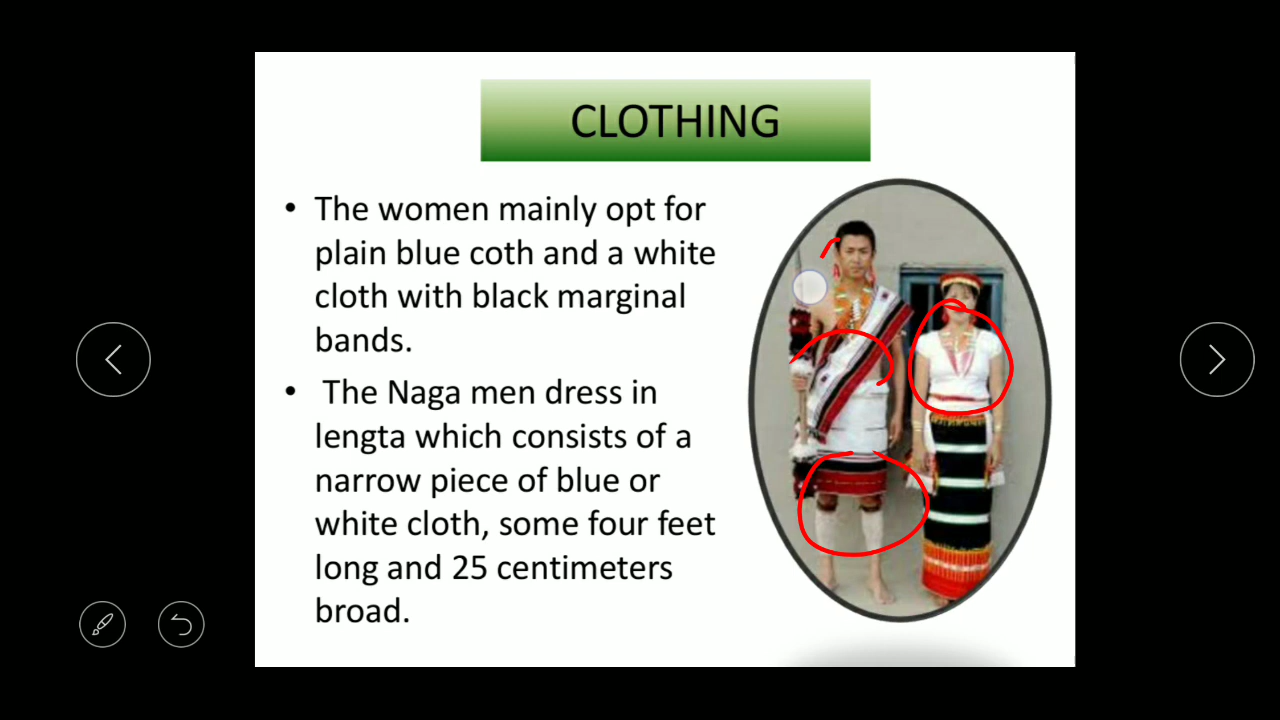 CLOTHING
• The women mainly opt for
plain blue coth and a white
cloth with black marginal
bands.
• The Naga men dress in
lengta which consists of a
narrow piece of blue or
white cloth, some four feet
long and 25 centimeters
broad.